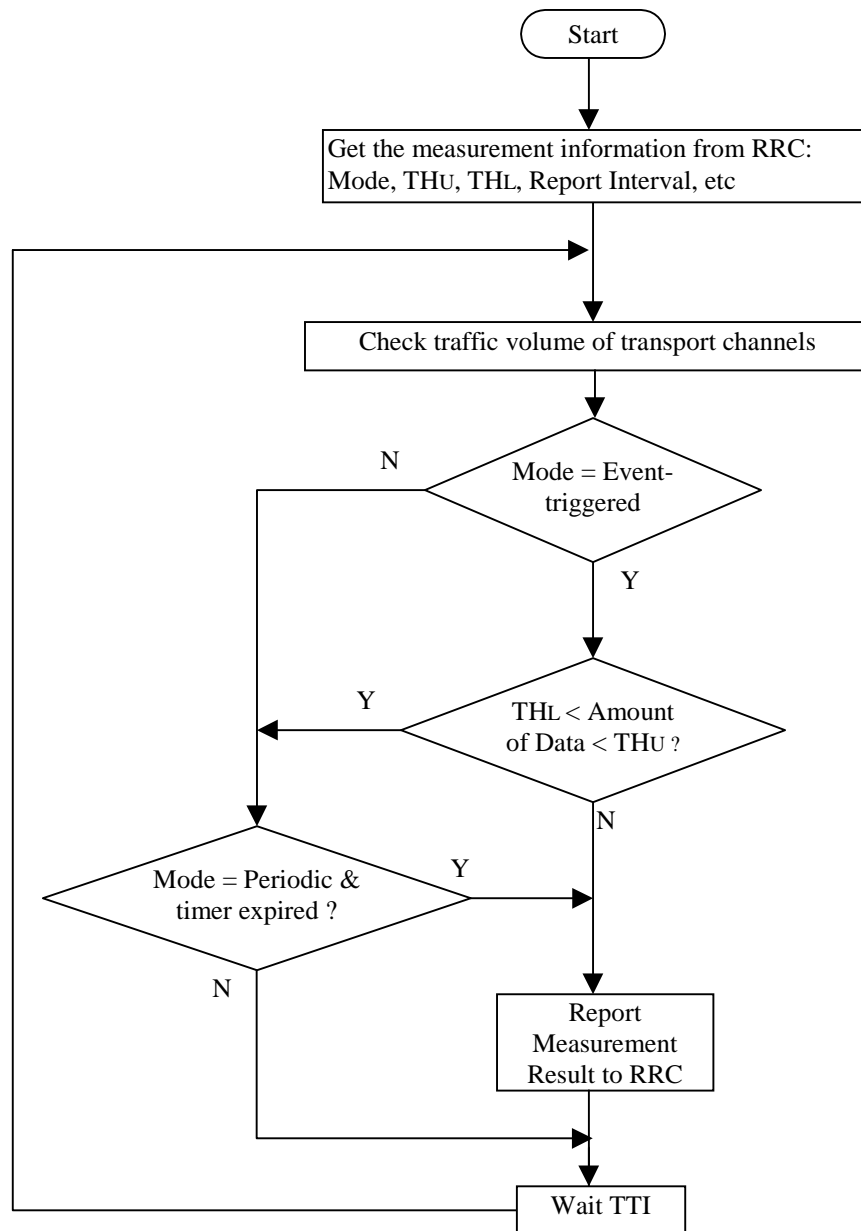 Start
Get the measurement information from RRC:
Mode, THU, THL, Report Interval, etc
Check traffic volume of transport channels
N
Mode = Event-
triggered
Y
Y
THL < Amount
of Data < THU ?
N
Mode = Periodic &
timer expired ?
Y
N
Report
Measurement
Result to RRC
Wait TTI